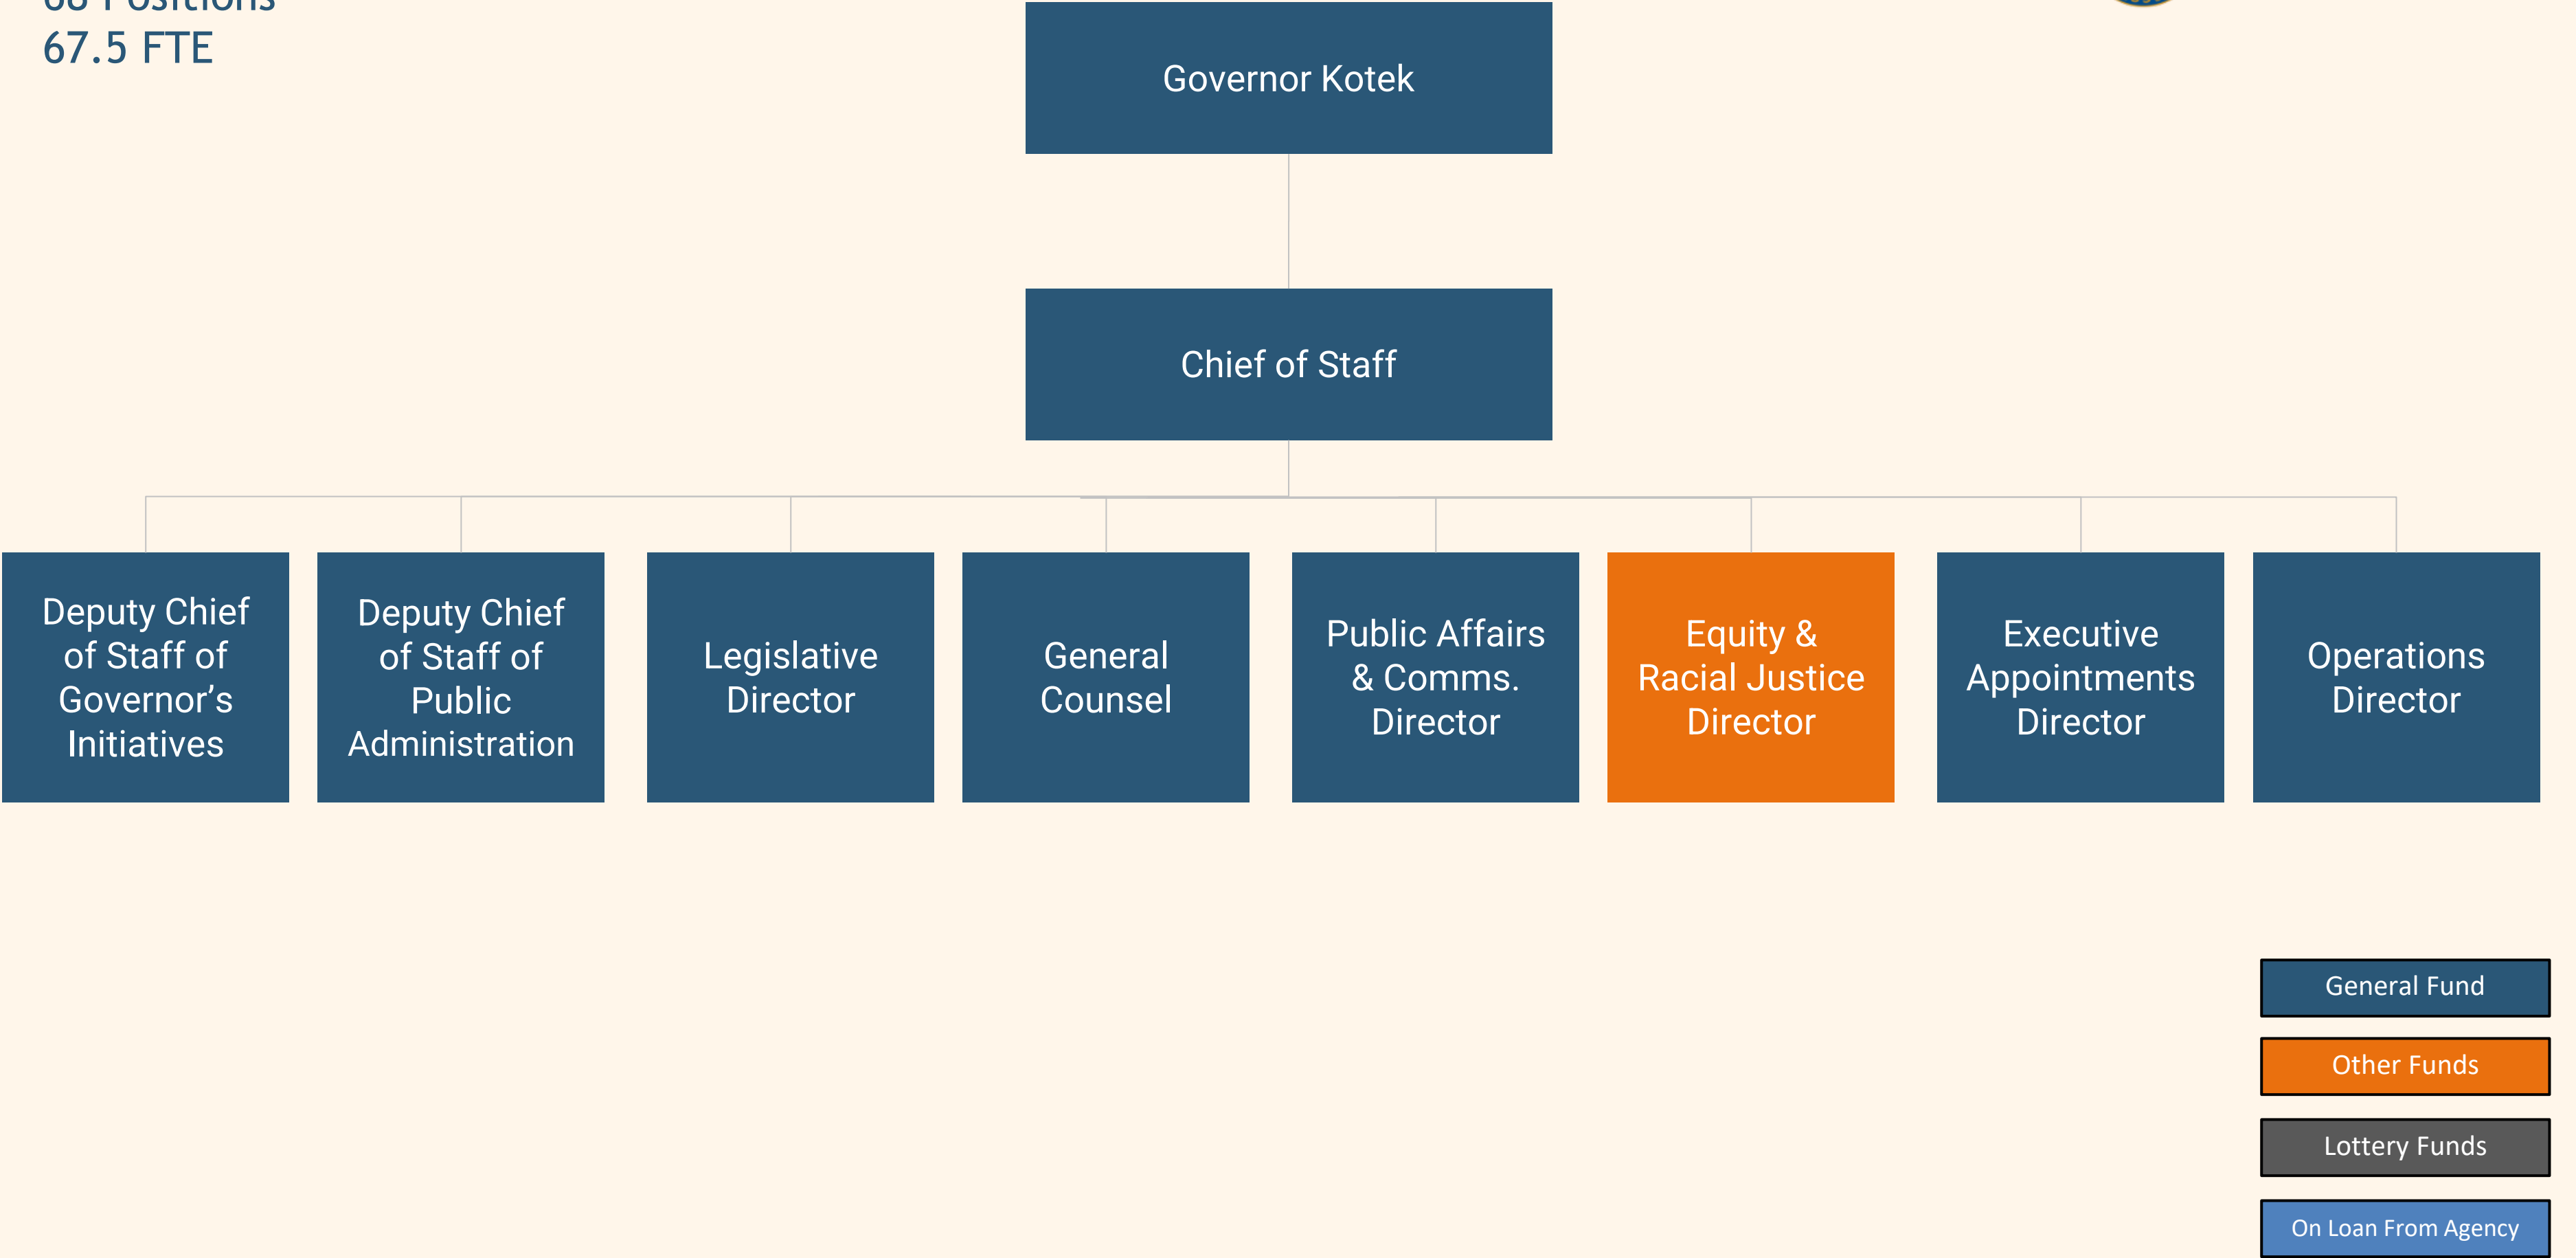 68 Positions
67.5 FTE
Governor Kotek
Chief of Staff
Deputy Chief
of Staff of
Governor’s
Initiatives
Deputy Chief
of Staff of
Public
Administration
Legislative
Director
General
Counsel
Public Affairs
& Comms.
Director
Equity &
Racial Justice
Director
Executive
Appointments
Director
Operations
Director
General Fund
Other Funds
Lottery Funds
On Loan From Agency